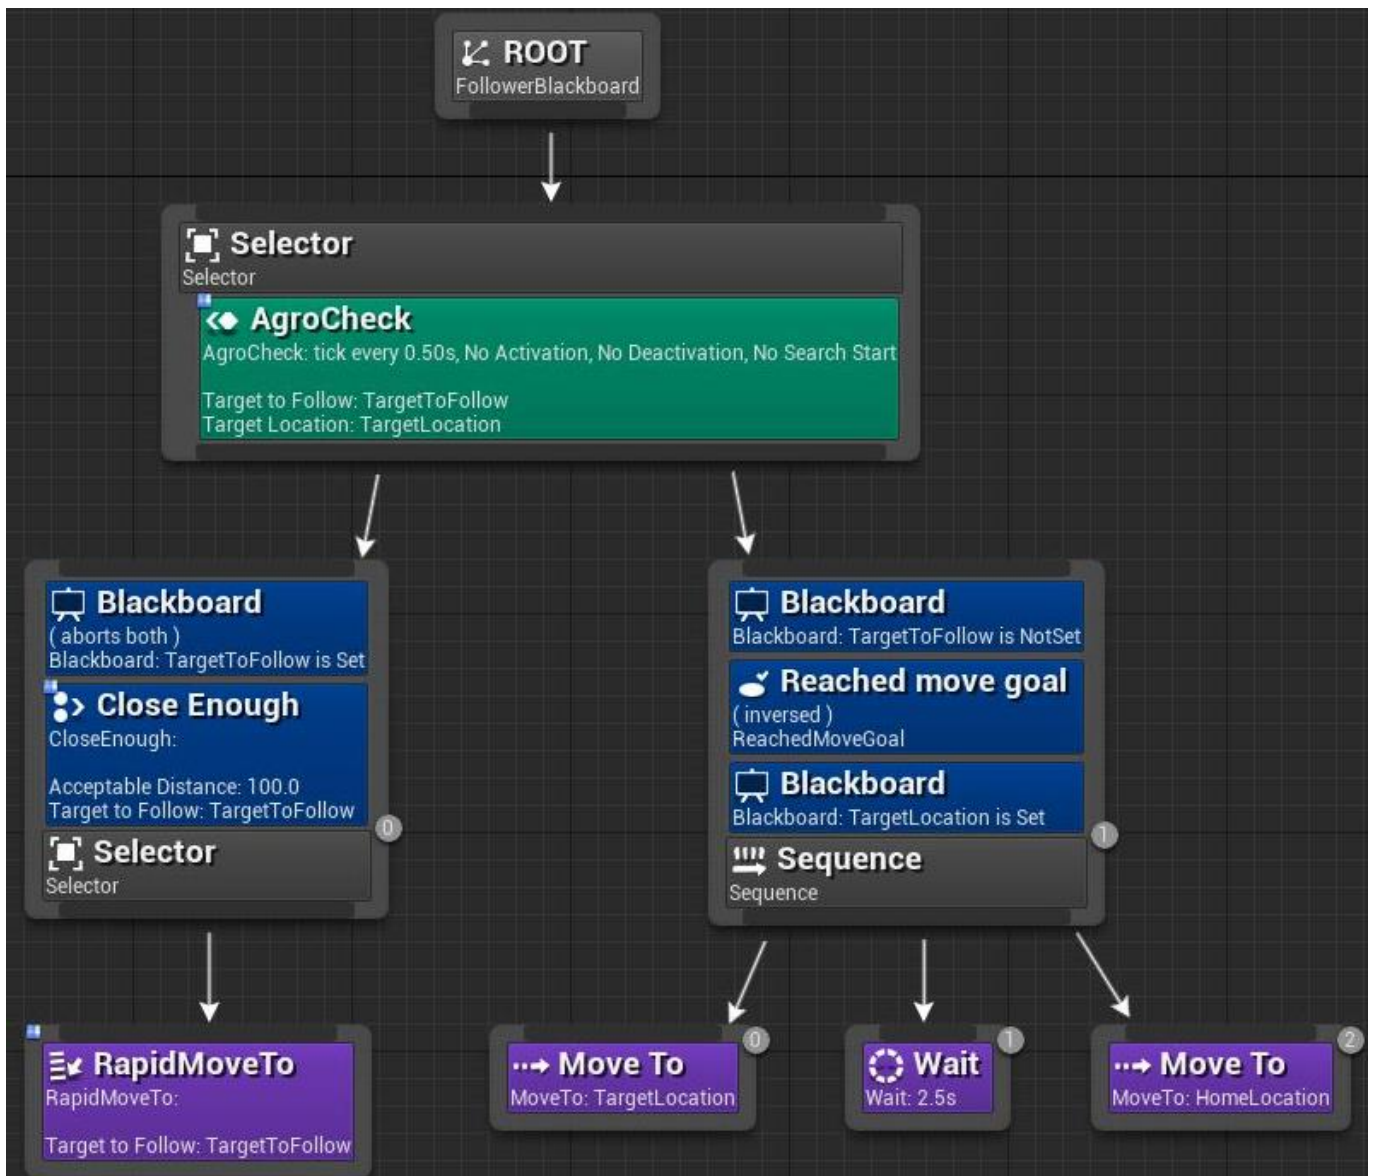 ROOT
FollowerBlackboard
Selector
Selector
AgroCheck
AgroCheck: tick every 0.50s, No Activation, No Deactivation, No Search Start
Target to Follow: TargetToFollow
Target Location: TargetLocation
Blackboard
( aborts both )
Blackboard: TargetToFollow is Set
Close Enough
CloseEnough:
Acceptable Distance: 100.0
Target to Follow: TargetToFollow
0
Selector
Selector
Blackboard
Blackboard: TargetToFollow is NotSet
Reached move goal
( inversed )
ReachedMoveGoal
Blackboard
Blackboard: TargetLocation is Set
1
Sequence
Sequence
RapidMoveTo
RapidMoveTo:
Target to Follow: TargetToFollow
0
Move To
MoveTo: TargetLocation
1
Wait
Wait: 2.5s
2
Move To
MoveTo: HomeLocation